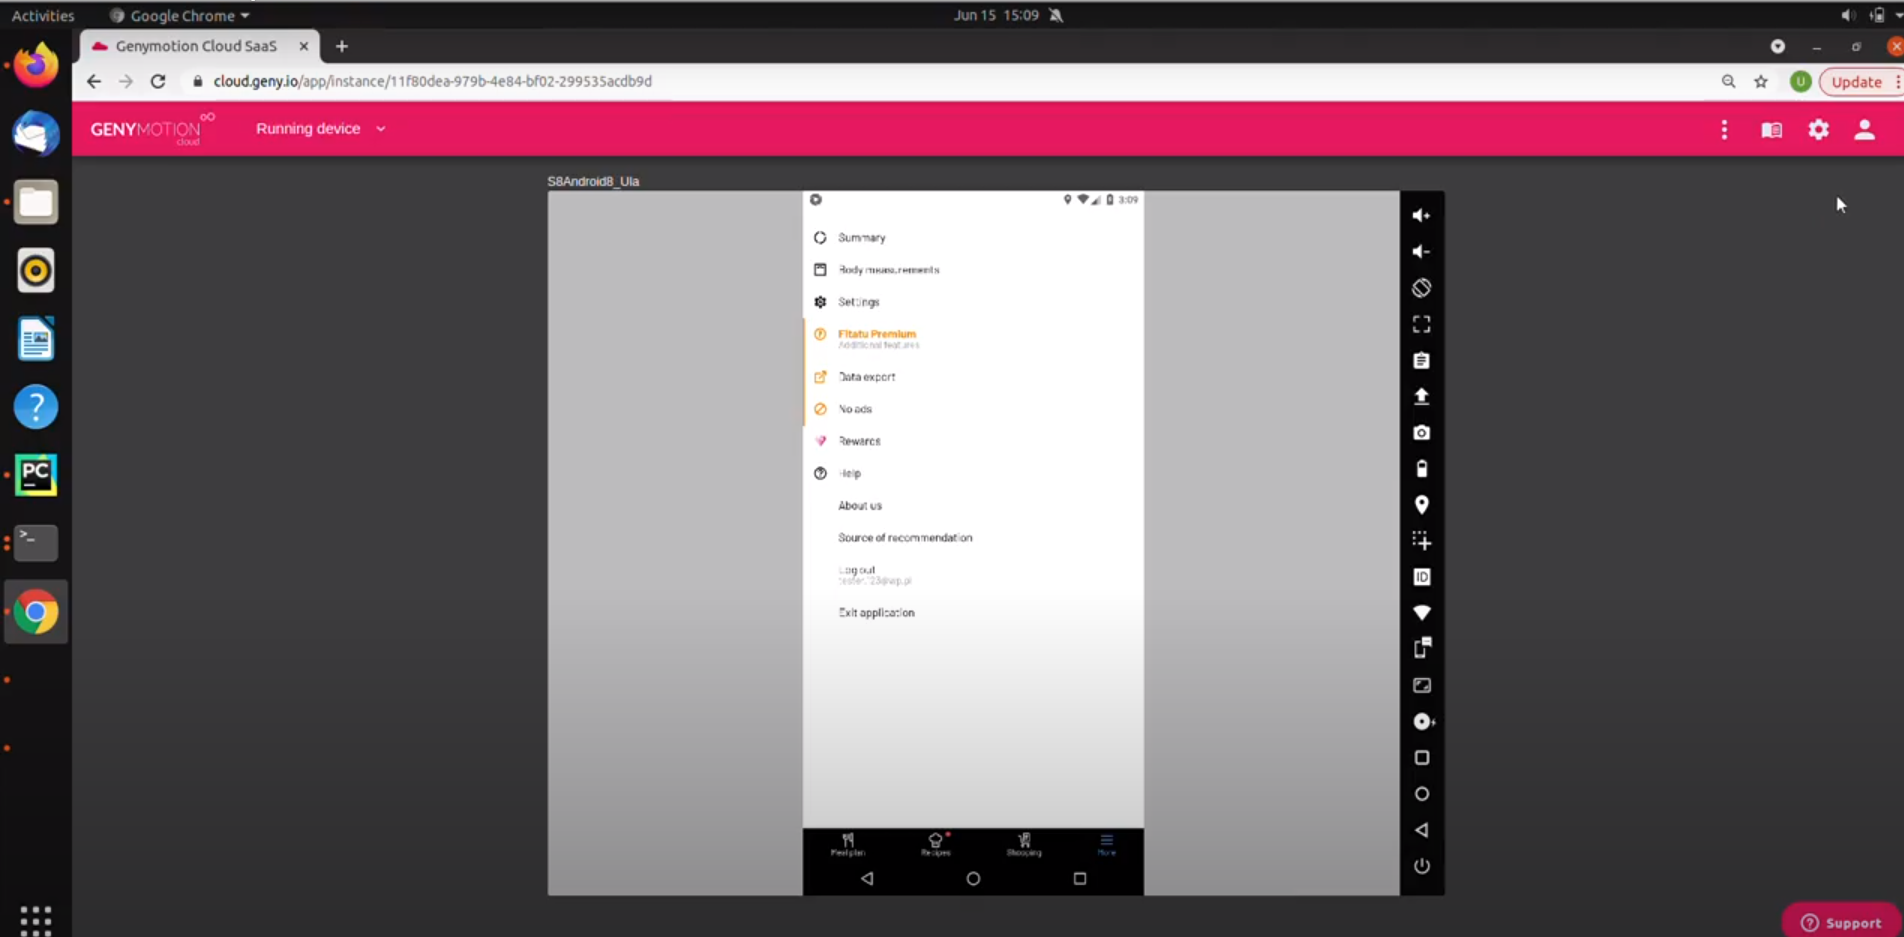 Activities
Google Chrome
Jun 15 15:09
Genymotion Cloud SaaS
cloud.geny.io/app/instance/11f80dea-979b-4e84-bf02-299535acdb9d
U
Update
GENYMOTION
cloud
Running device
S8Android8_Ula
3:09
Summary
Body measurements
Settings
Fitatu Premium
Additional features
Data export
No ads
Rewards
Help
About us
Source of recommendation
Log out
Exit application
Meal plan
Recipes
Shopping
More
PC
>_
ID
Support